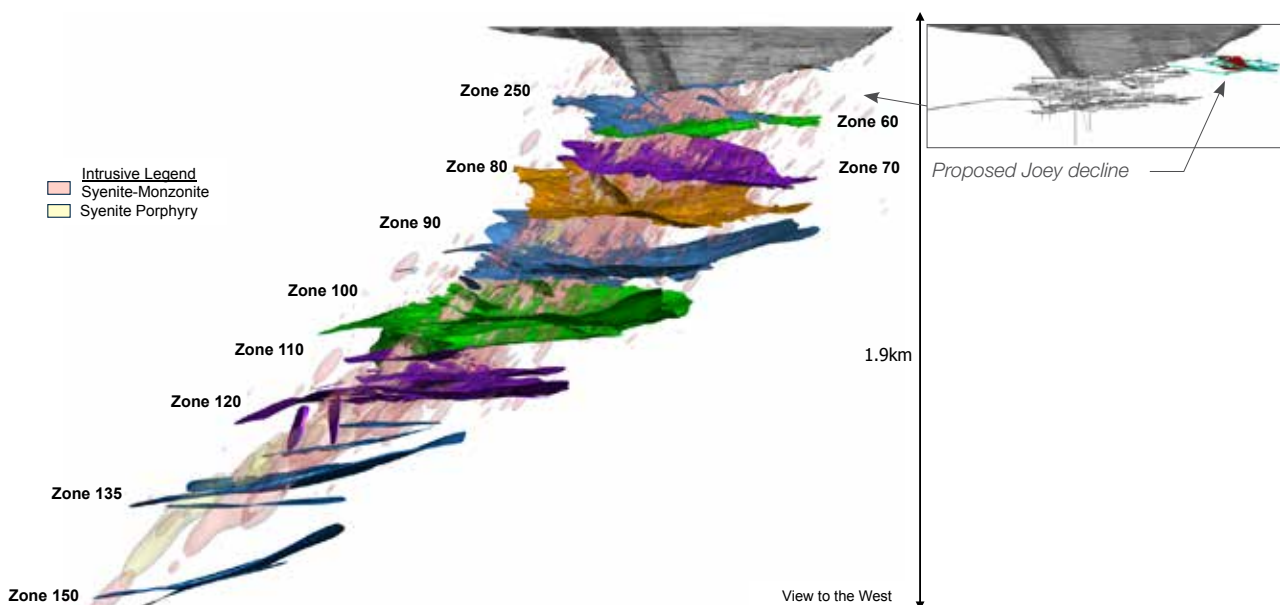 Zone 250
Zone 60
Zone 80
Zone 70
Proposed Joey decline
Intrusive Legend
Syenite-Monzonite
Syenite Porphyry
Zone 90
Zone 100
Zone 110
1.9km
Zone 120
Zone 135
Zone 150
View to the West